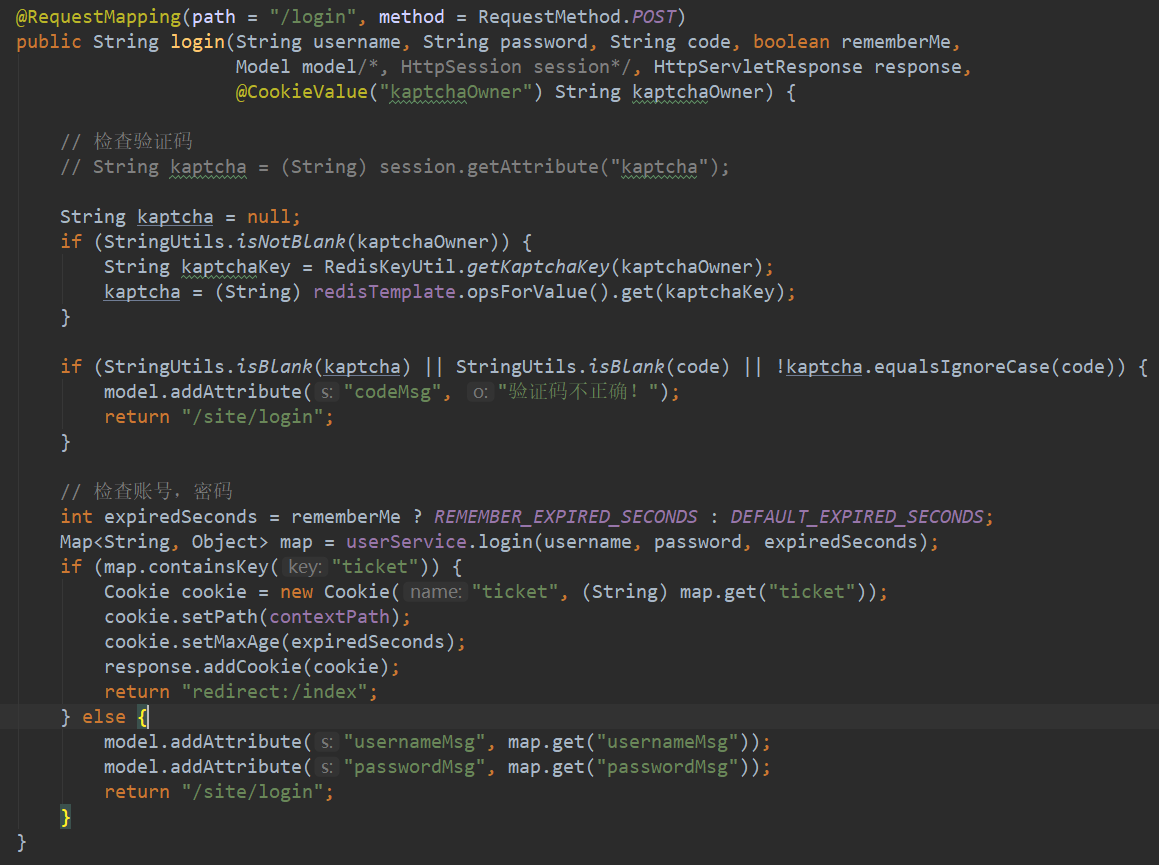 @RequestMapping(path = "/login", method = RequestMethod.POST)
public String login(String username, String password, String code, boolean rememberMe,
Model model/*, HttpSession session*/, HttpServletResponse response,
@CookieValue("kaptchaOwner") String kaptchaOwner) {
// 检查验证码
// String kaptcha = (String) session.getAttribute("kaptcha");
String kaptcha = null;
if (StringUtils.isNotBlank(kaptchaOwner)) {
String kaptchaKey = RedisKeyUtil.getKaptchaKey(kaptchaOwner);
kaptcha = (String) redisTemplate.opsForValue().get(kaptchaKey);
}
if (StringUtils.isBlank(kaptcha) || StringUtils.isBlank(code) || !kaptcha.equalsIgnoreCase(code)) {
model.addAttribute( s: "codeMsg", o: "验证码不正确！");
return "/site/login";
}
// 检查账号，密码
int expiredSeconds = rememberMe ? REMEMBER_EXPIRED_SECONDS : DEFAULT_EXPIRED_SECONDS;
Map<String, Object> map = userService.login(username, password, expiredSeconds);
if (map.containsKey( key: "ticket")) {
Cookie cookie = new Cookie( name: "ticket", (String) map.get("ticket"));
cookie.setPath(contextPath);
cookie.setMaxAge(expiredSeconds);
response.addCookie(cookie);
return "redirect:/index";
} else {
model.addAttribute( s: "usernameMsg", map.get("usernameMsg"));
model.addAttribute( s: "passwordMsg", map.get("passwordMsg"));
return "/site/login";
}
}